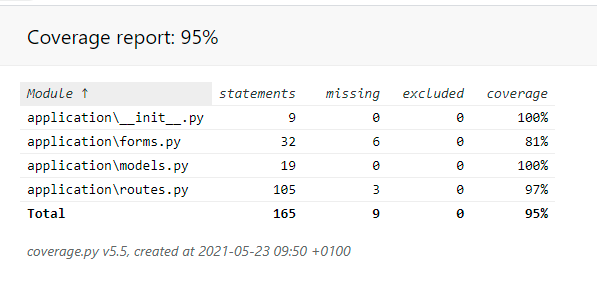 Coverage report: 95%
Module ↑ statements missing excluded coverage
application\__init__.py 9 0 0 100%
application\forms.py 32 6 0 81%
application\models.py 19 0 0 100%
application\routes.py 105 3 0 97%
Total 165 9 0 95%
coverage.py v5.5, created at 2021-05-23 09:50 +0100